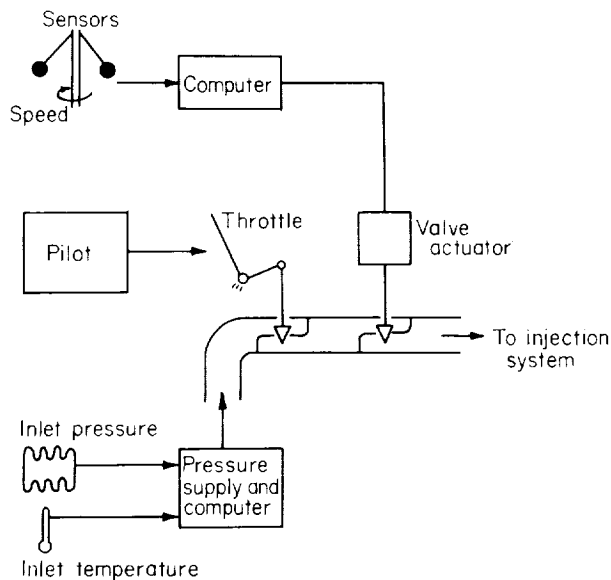 Sensors
Speed
Computer
Pilot
Throttle
Valve
actuator
To injection
system
Inlet pressure
Pressure
supply and
computer
Inlet temperature